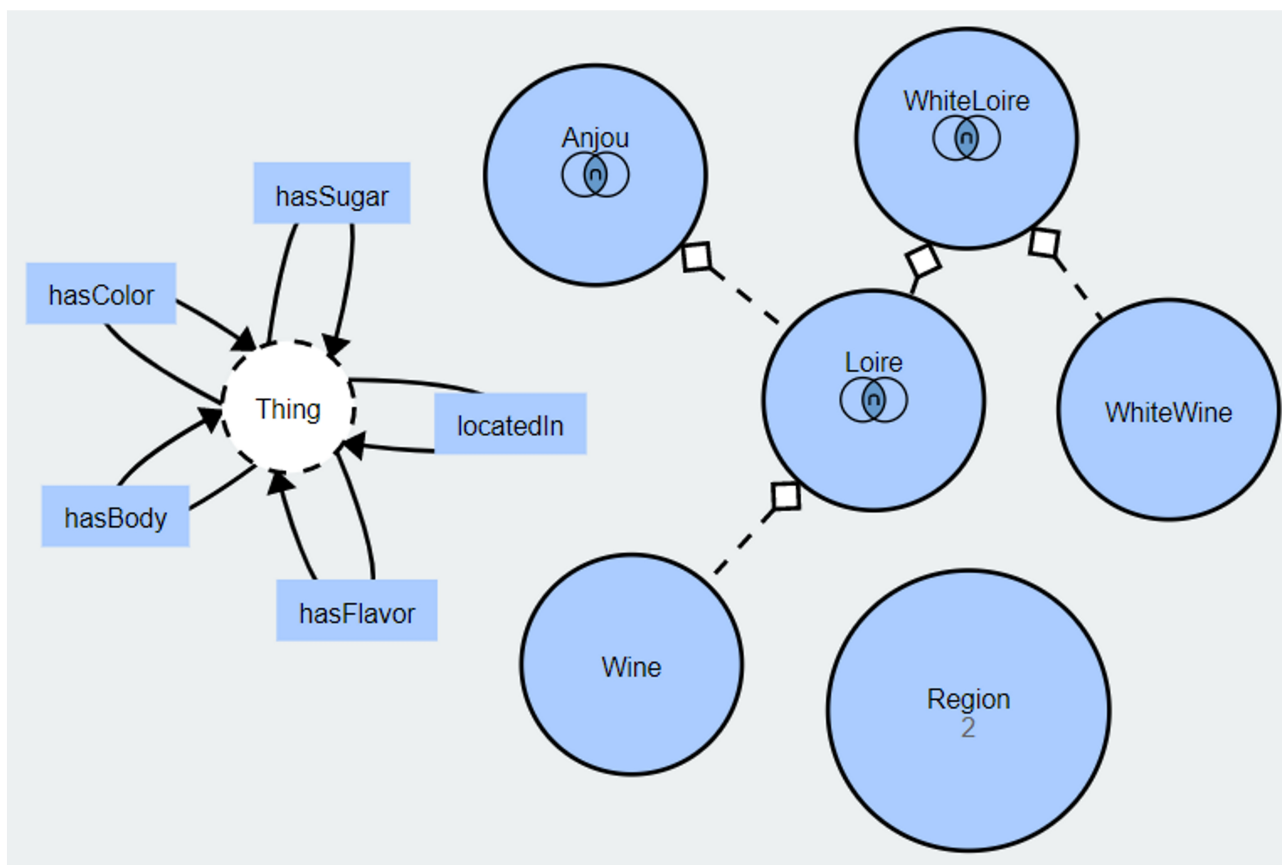 WhiteLoire
∩
Anjou
∩
hasSugar
hasColor
Loire
∩
Thing
locatedIn
WhiteWine
hasBody
hasFlavor
Wine
Region
2